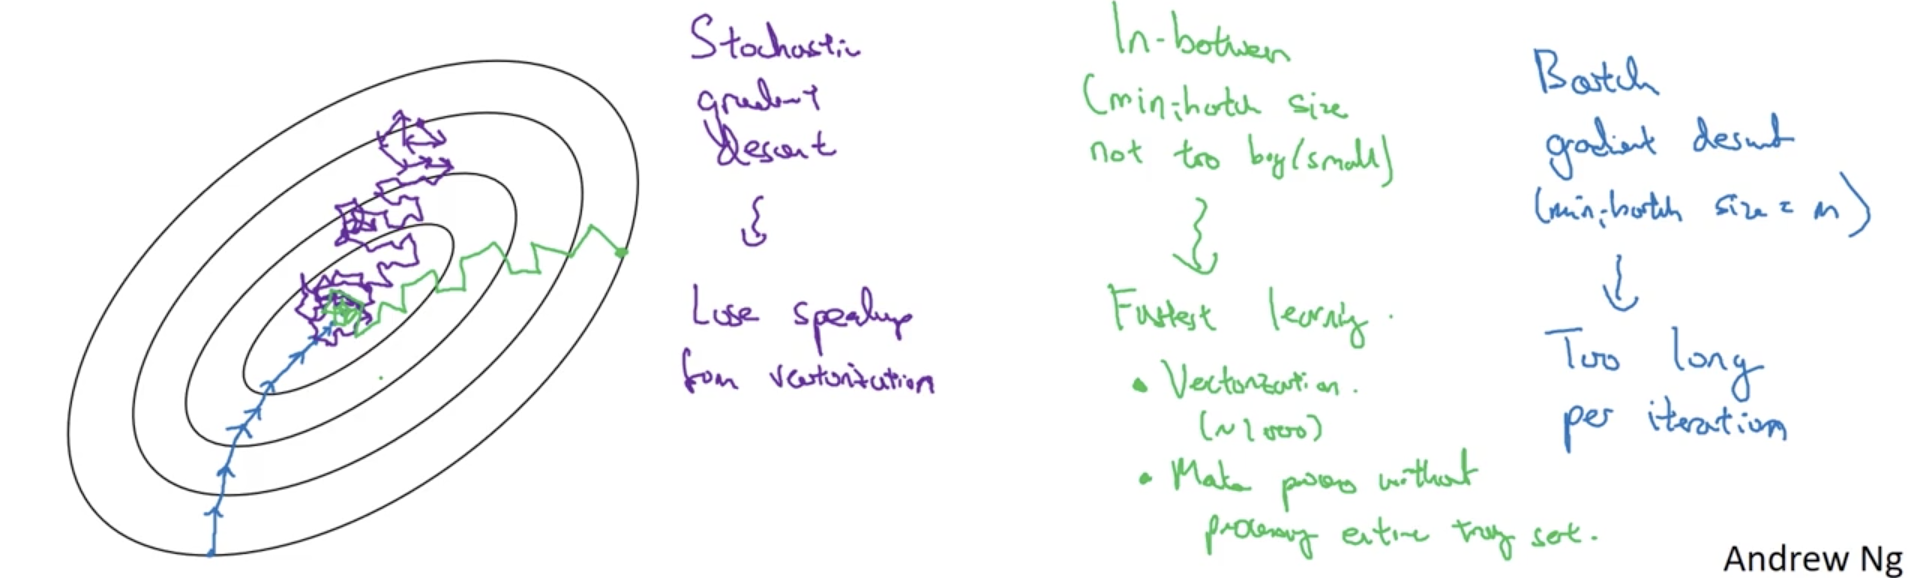 Stochastic
gradient
descent
Lose speedup
from vectorization
In-between
(mini-batch size
not too big/small)
Fastest learning.
• Vectorization.
(~1000)
• Make progress without
processing entire training set.
Batch
gradient descent
(mini-batch size = m)
Too long
per iteration
Andrew Ng